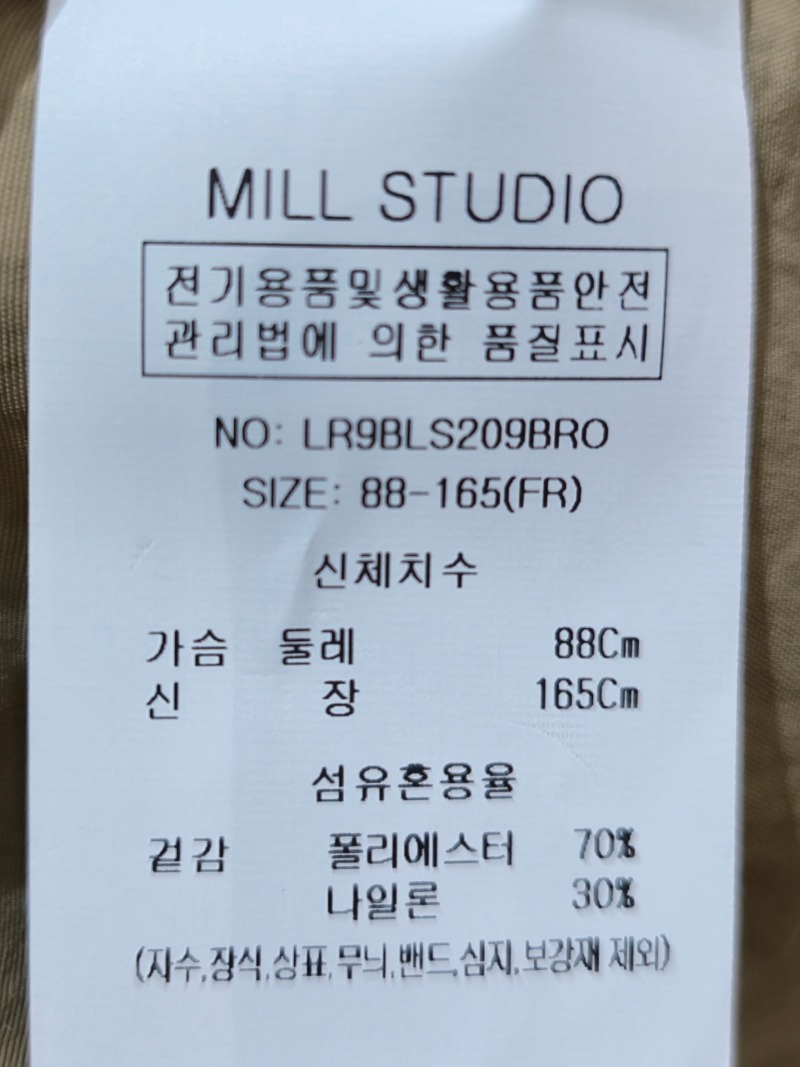 MILL STUDIO
전기용품및생활용품안전
관리법에 의한 품질표시
NO: LR9BLS209BRO
SIZE: 88-165(FR)
신체치수
가슴 둘레 88Cm
신 장 165Cm
섬유혼용율
겉감 폴리에스터 70%
나일론 30%
(자수,장식,상표,무늬,밴드,심지,보강재 제외)